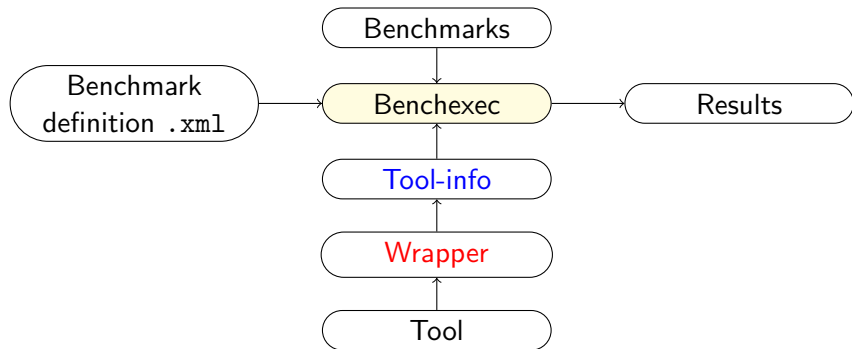 Benchmarks
Benchmark
definition .xml
Benchexec
Results
Tool-info
Wrapper
Tool